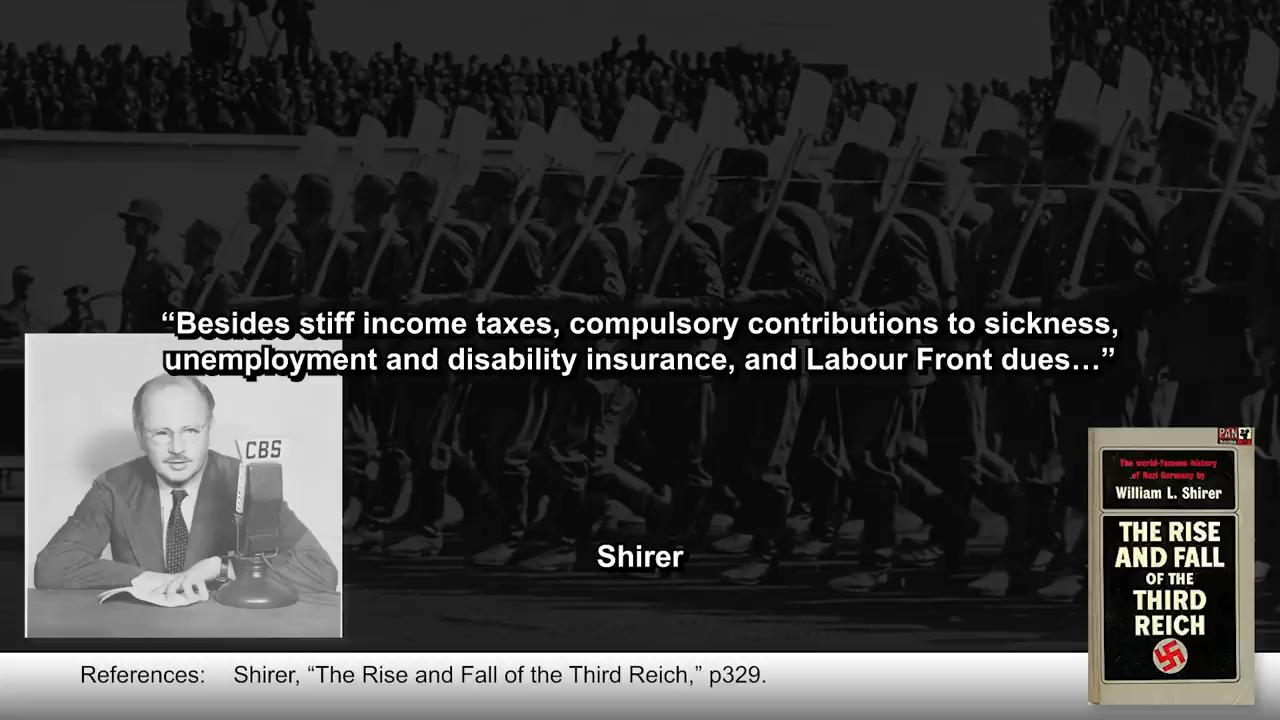 “Besides stiff income taxes, compulsory contributions to sickness,
unemployment and disability insurance, and Labour Front dues…”
CBS
Shirer
PAN
The world-famous history
of Nazi Germany by
William L. Shirer
THE RISE
AND FALL
OF THE
THIRD
REICH
References: Shirer, “The Rise and Fall of the Third Reich,” p329.